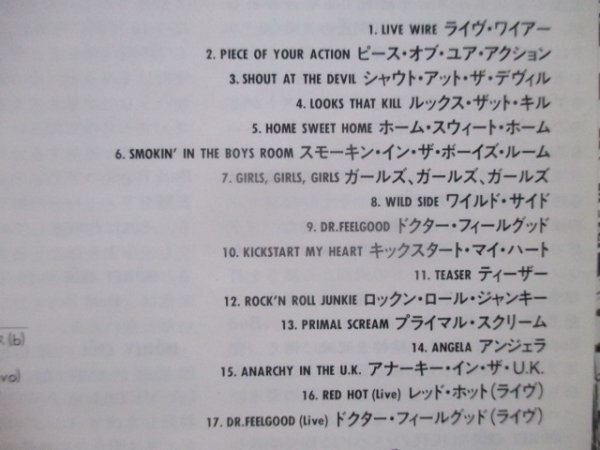 1. LIVE WIRE ライヴ・ワイアー
2. PIECE OF YOUR ACTION ピース・オブ・ユア・アクション
3. SHOUT AT THE DEVIL シャウト・アット・ザ・デヴィル
4. LOOKS THAT KILL ルックス・ザット・キル
5. HOME SWEET HOME ホーム・スウィート・ホーム
6. SMOKIN' IN THE BOYS ROOM スモーキン・イン・ザ・ボーイズ・ルーム
7. GIRLS, GIRLS, GIRLS ガールズ、ガールズ、ガールズ
8. WILD SIDE ワイルド・サイド
9. DR.FEELGOOD ドクター・フィールグッド
10. KICKSTART MY HEART キックスタート・マイ・ハート
11. TEASER ティーザー
12. ROCK'N ROLL JUNKIE ロックン・ロール・ジャンキー
13. PRIMAL SCREAM プライマル・スクリーム
14. ANGELA アンジェラ
15. ANARCHY IN THE U.K. アナーキー・イン・ザ・U.K.
16. RED HOT (Live) レッド・ホット(ライヴ)
17. DR.FEELGOOD (Live) ドクター・フィールグッド(ライヴ)
ス(b)
vo)